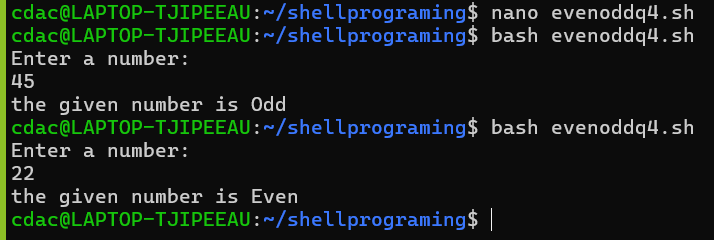 cdac@LAPTOP-TJIPEEAU:~/shellprograming$ nano evenoddq4.sh
cdac@LAPTOP-TJIPEEAU:~/shellprograming$ bash evenoddq4.sh
Enter a number:
45
the given number is Odd
cdac@LAPTOP-TJIPEEAU:~/shellprograming$ bash evenoddq4.sh
Enter a number:
22
the given number is Even
cdac@LAPTOP-TJIPEEAU:~/shellprograming$